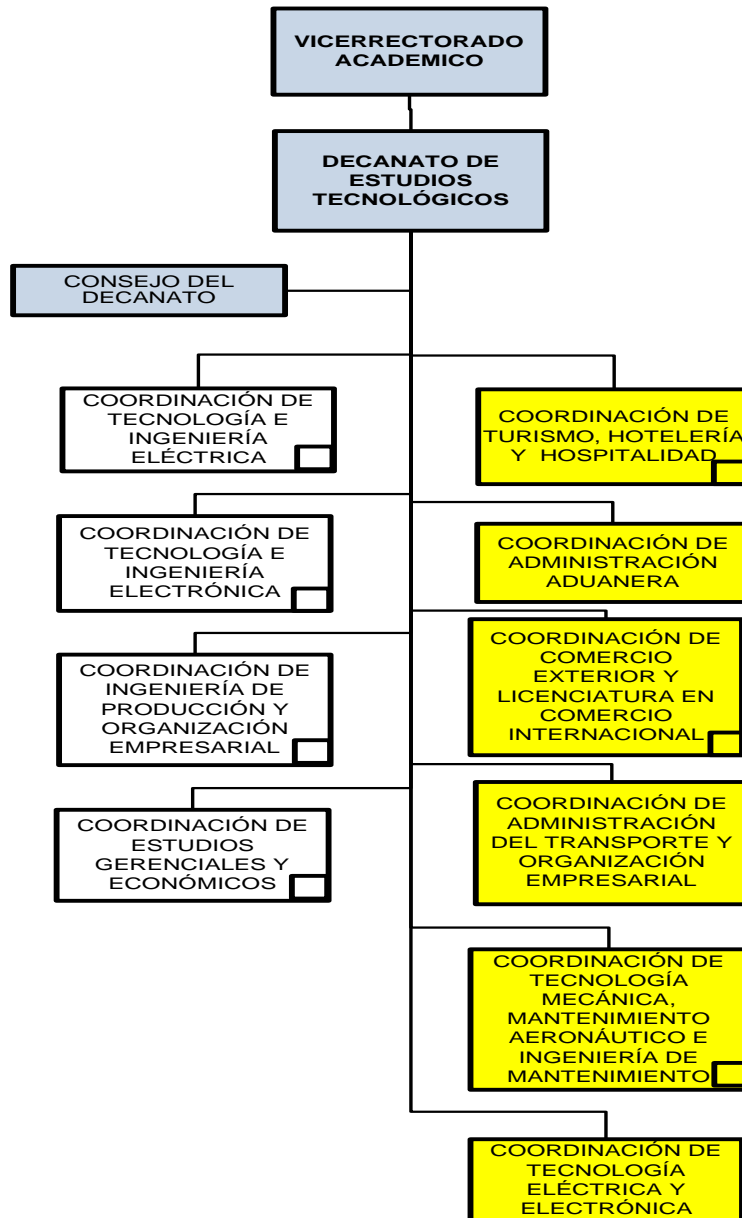 VICERRECTORADO
ACADEMICO
DECANATO DE
ESTUDIOS
TECNOLÓGICOS
CONSEJO DEL
DECANATO
COORDINACIÓN DE
TECNOLOGÍA E
INGENIERÍA
ELÉCTRICA
COORDINACIÓN DE
TECNOLOGÍA E
INGENIERÍA
ELECTRÓNICA
COORDINACIÓN DE
INGENIERÍA DE
PRODUCCIÓN Y
ORGANIZACIÓN
EMPRESARIAL
COORDINACIÓN DE
ESTUDIOS
GERENCIALES Y
ECONÓMICOS
COORDINACIÓN DE
TURISMO, HOTELERÍA
Y HOSPITALIDAD
COORDINACIÓN DE
ADMINISTRACIÓN
ADUANERA
COORDINACIÓN DE
COMERCIO
EXTERIOR Y
LICENCIATURA EN
COMERCIO
INTERNACIONAL
COORDINACIÓN DE
ADMINISTRACIÓN
DEL TRANSPORTE Y
ORGANIZACIÓN
EMPRESARIAL
COORDINACIÓN DE
TECNOLOGÍA
MECÁNICA,
MANTENIMIENTO
AERONÁUTICO E
INGENIERÍA DE
MANTENIMIENTO
COORDINACIÓN DE
TECNOLOGÍA
ELÉCTRICA Y
ELECTRÓNICA